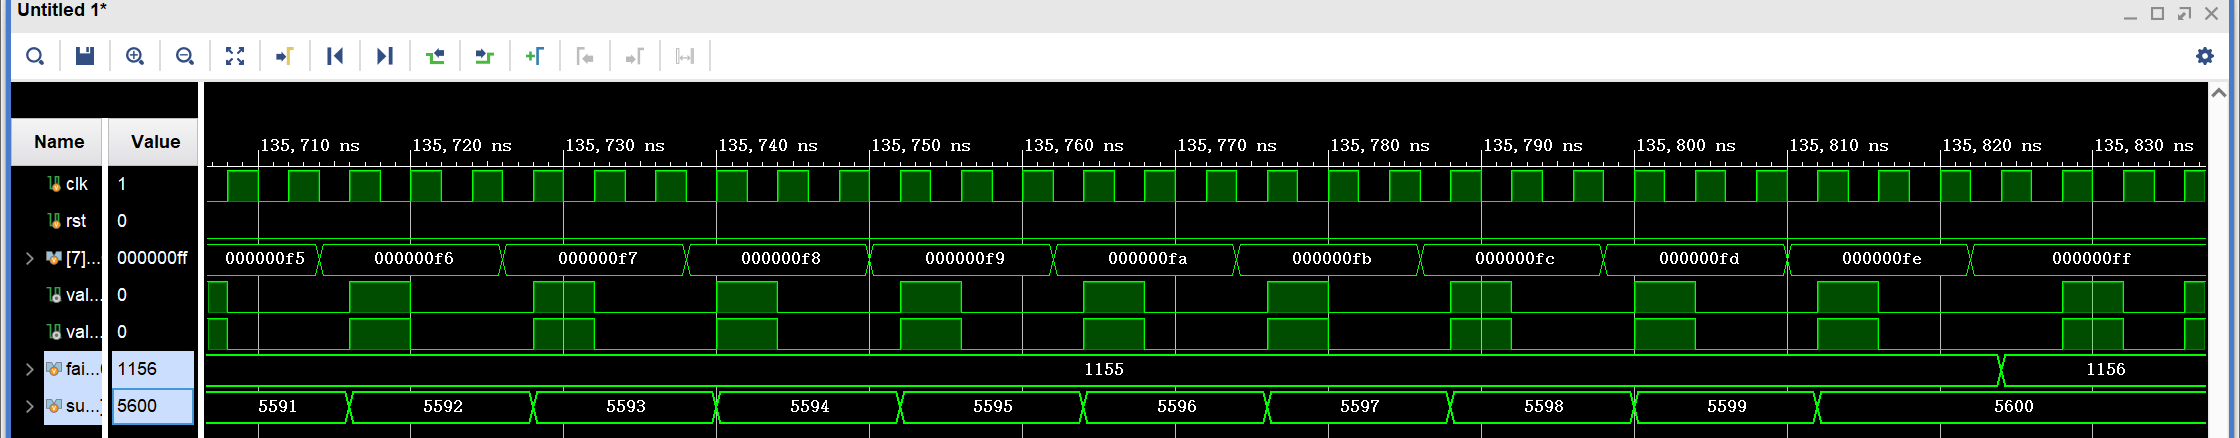 Untitled 1*
Name Value
135,710 ns 135,720 ns 135,730 ns 135,740 ns 135,750 ns 135,760 ns 135,770 ns 135,780 ns 135,790 ns 135,800 ns 135,810 ns 135,820 ns 135,830 ns
clk 1
rst 0
[7]... 000000ff 000000f5 000000f6 000000f7 000000f8 000000f9 000000fa 000000fb 000000fc 000000fd 000000fe 000000ff
val... 0
val... 0
fai... 1156 1155 1156
su... 5600 5591 5592 5593 5594 5595 5596 5597 5598 5599 5600